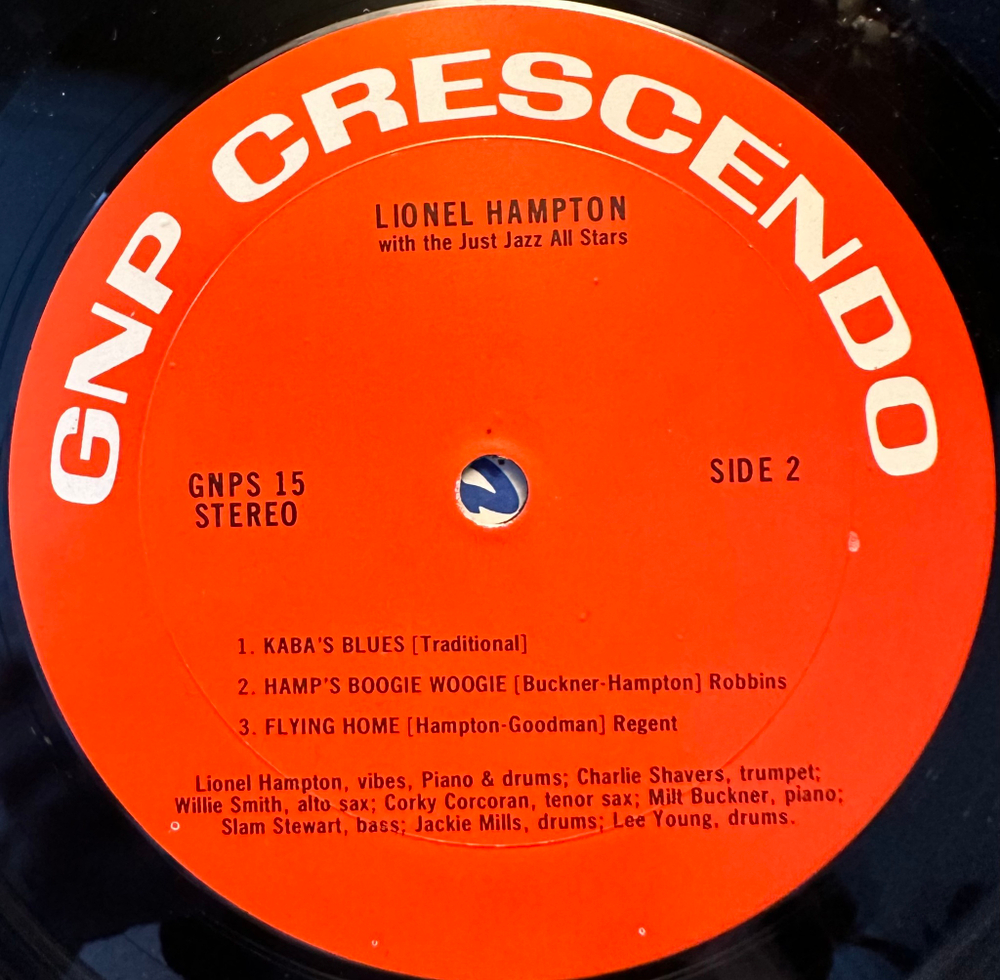 GNP CRESCENDO
LIONEL HAMPTON
with the Just Jazz All Stars
GNPS 15
STEREO
SIDE 2
1. KABA'S BLUES [Traditional]
2. HAMP'S BOOGIE WOOGIE [Buckner-Hampton] Robbins
3. FLYING HOME [Hampton-Goodman] Regent
Lionel Hampton, vibes, Piano & drums; Charlie Shavers, trumpet;
Willie Smith, alto sax; Corky Corcoran, tenor sax; Milt Buckner, piano;
Slam Stewart, bass; Jackie Mills, drums; Lee Young, drums.